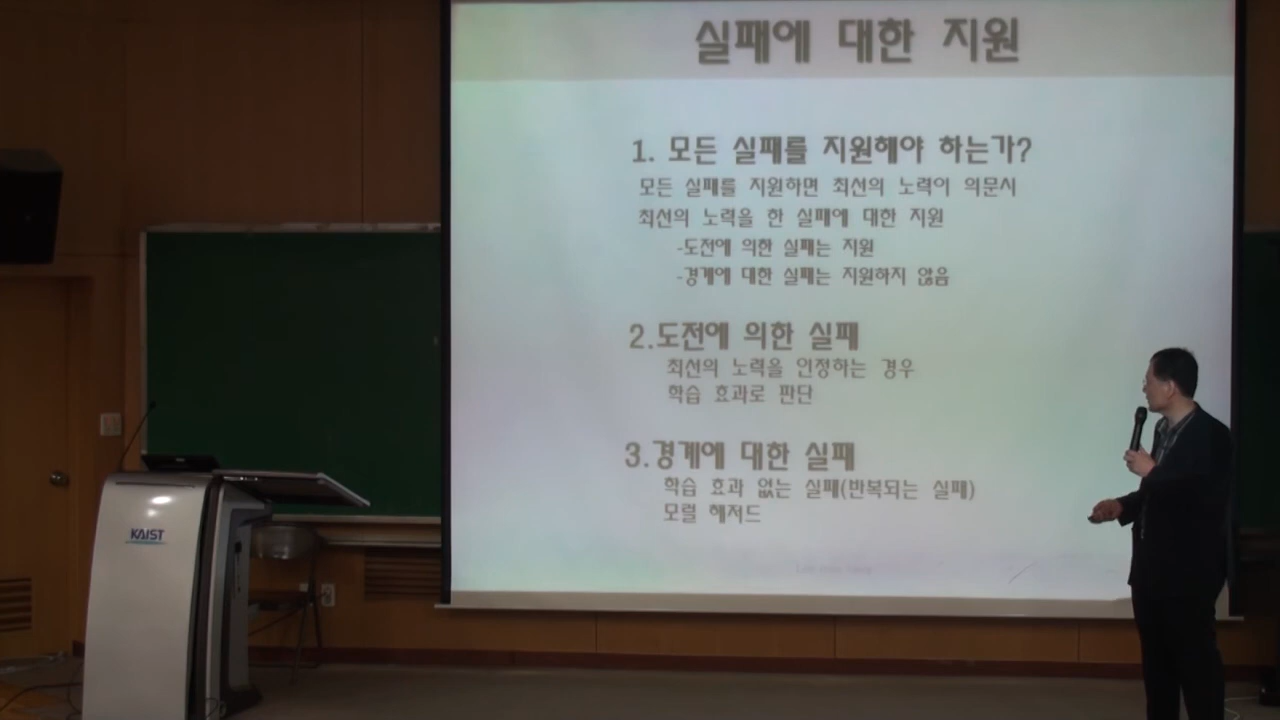 실패에 대한 지원
1. 모든 실패를 지원해야 하는가?
모든 실패를 지원하면 최선의 노력이 의문시
최선의 노력을 한 실패에 대한 지원
-도전에 의한 실패는 지원
-경계에 대한 실패는 지원하지 않음
2.도전에 의한 실패
최선의 노력을 인정하는 경우
학습 효과로 판단
3.경계에 대한 실패
학습 효과 없는 실패(반복되는 실패)
모럴 해저드
KAIST